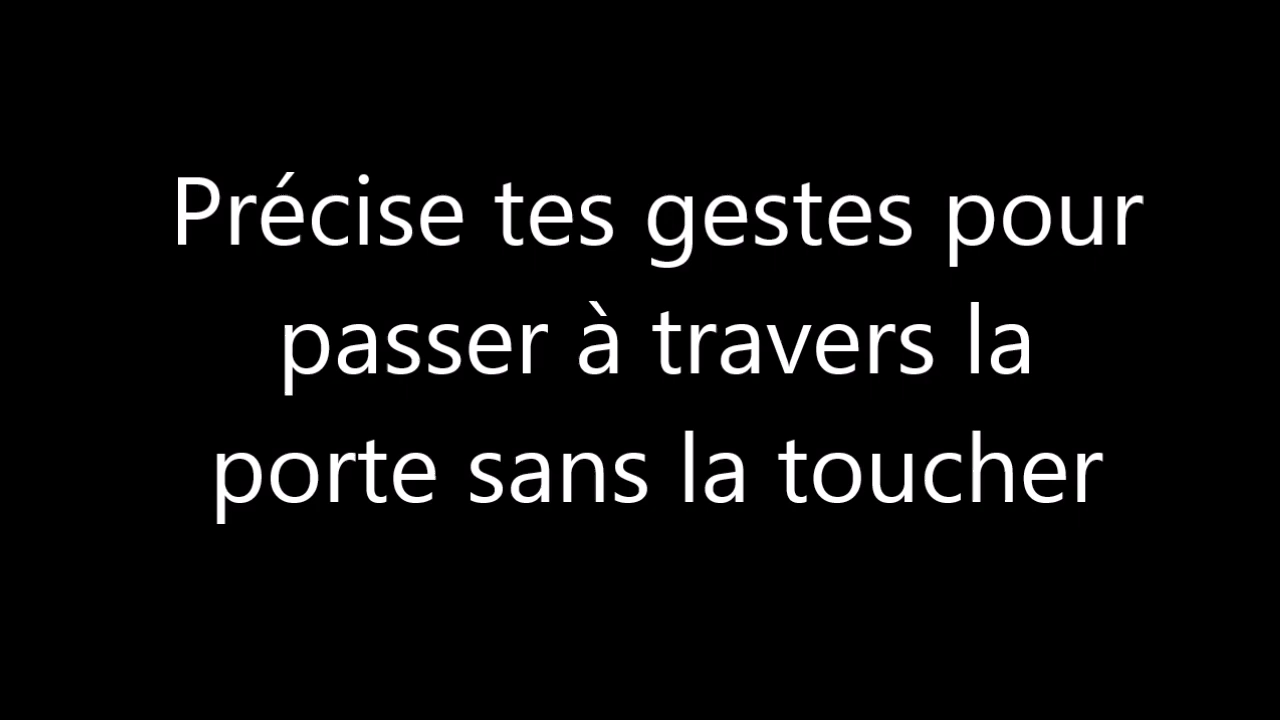 Précise tes gestes pour
passer à travers la
porte sans la toucher